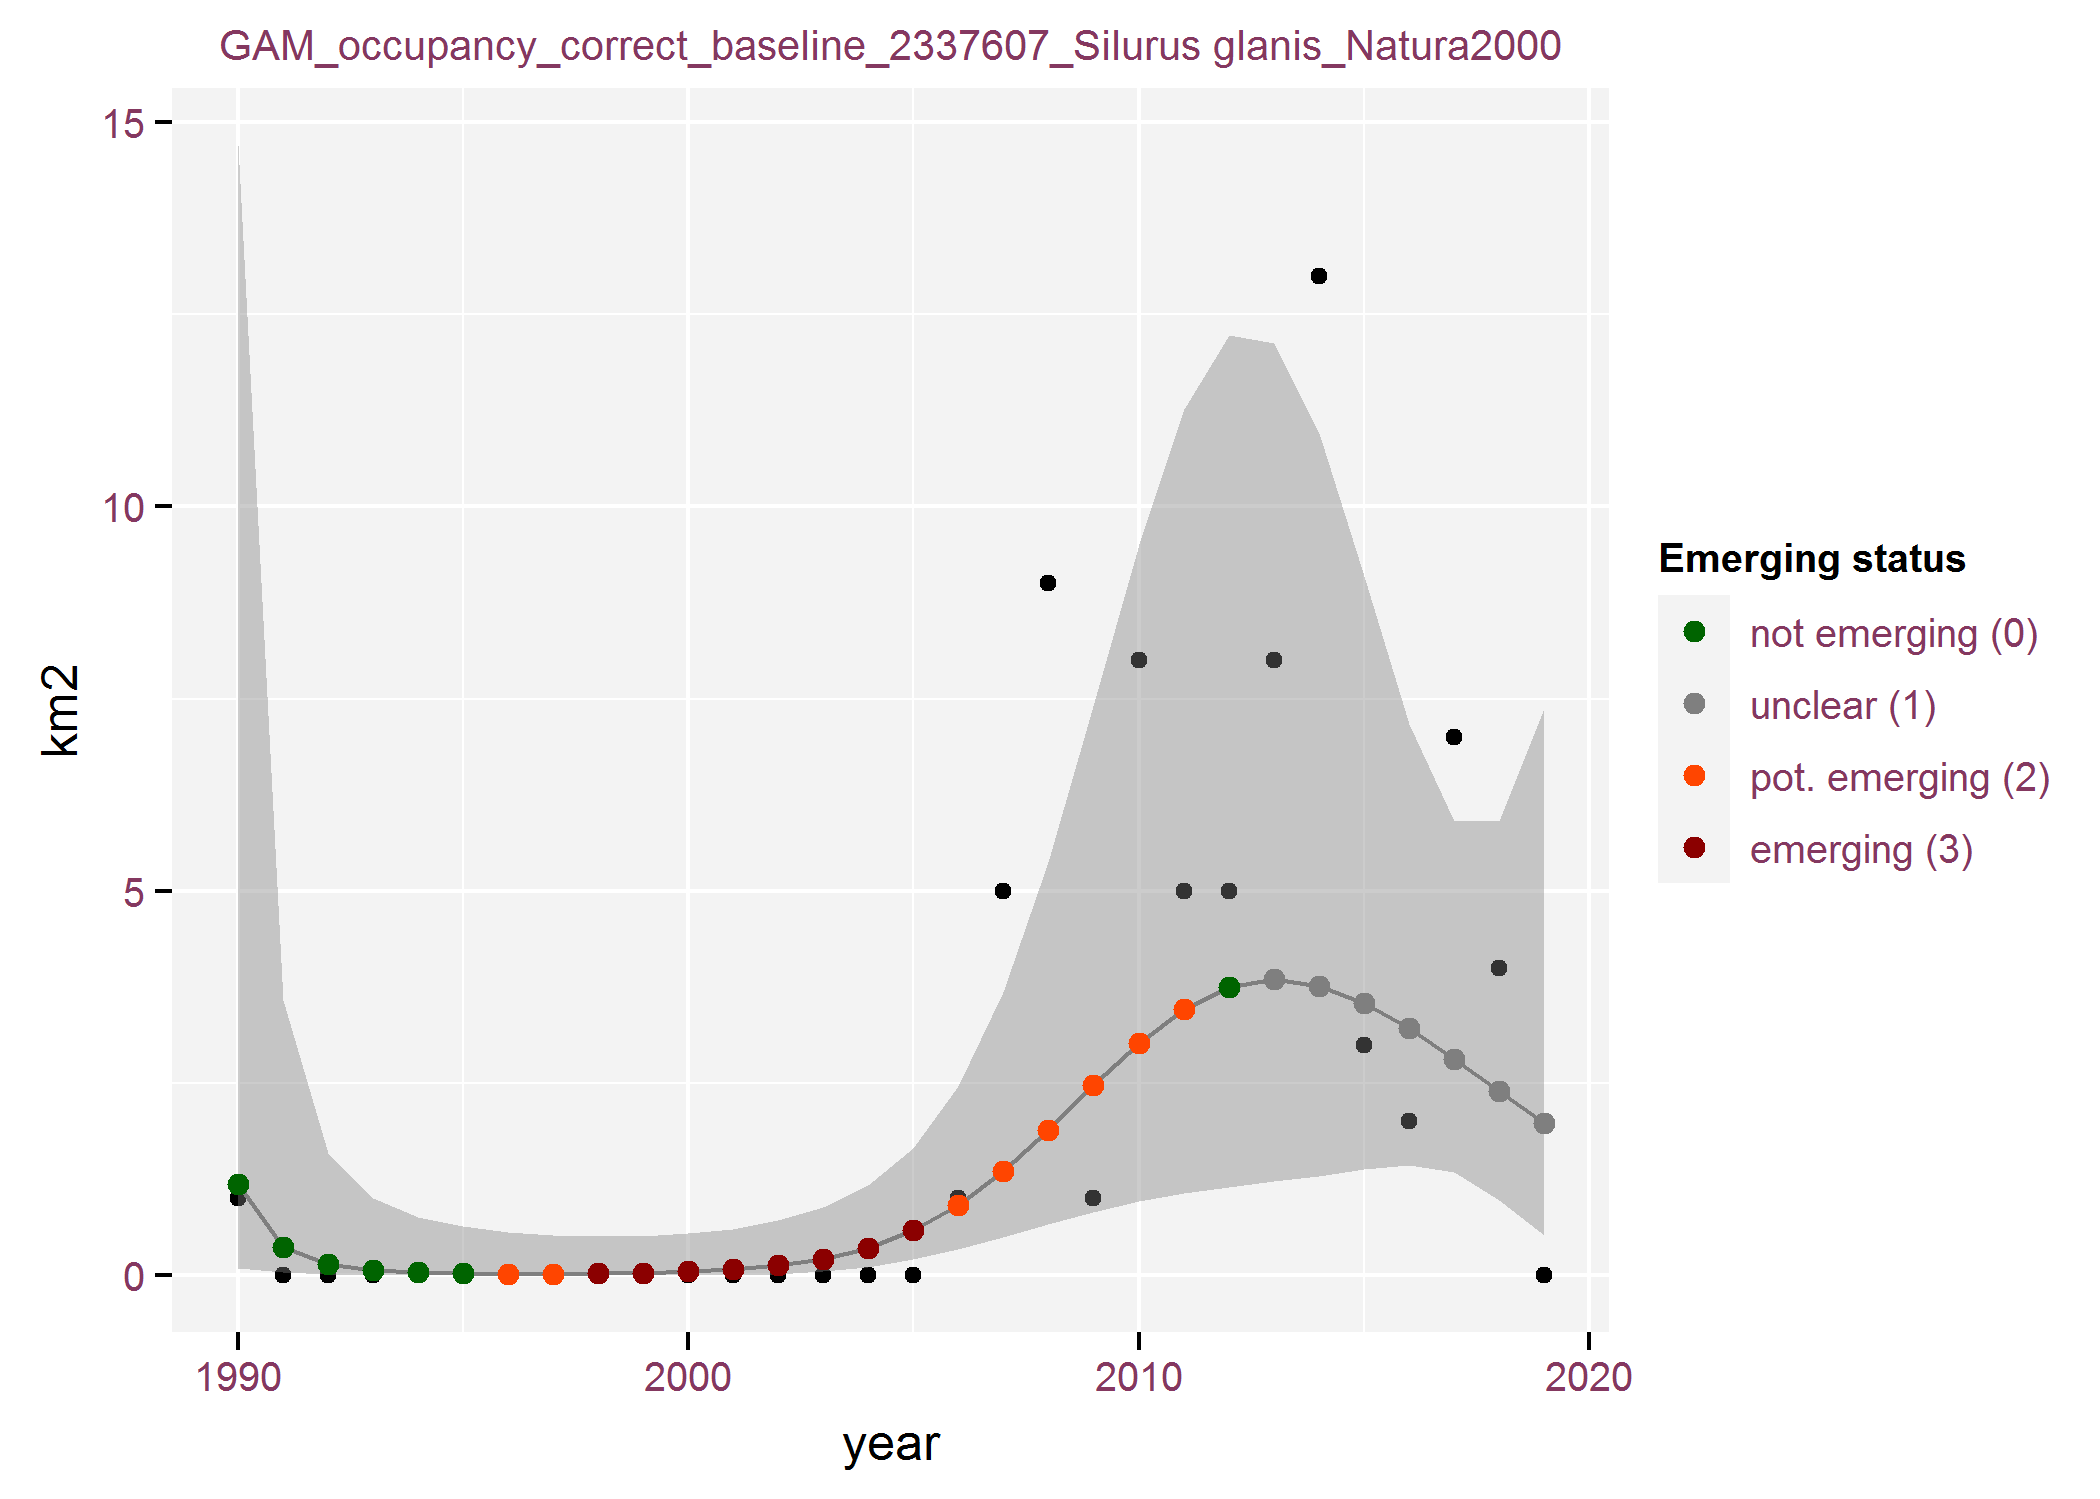 GAM_occupancy_correct_baseline_2337607_Silurus glanis_Natura2000
15
10
5
0
km2
1990
2000
2010
2020
year
Emerging status
not emerging (0)
unclear (1)
pot. emerging (2)
emerging (3)